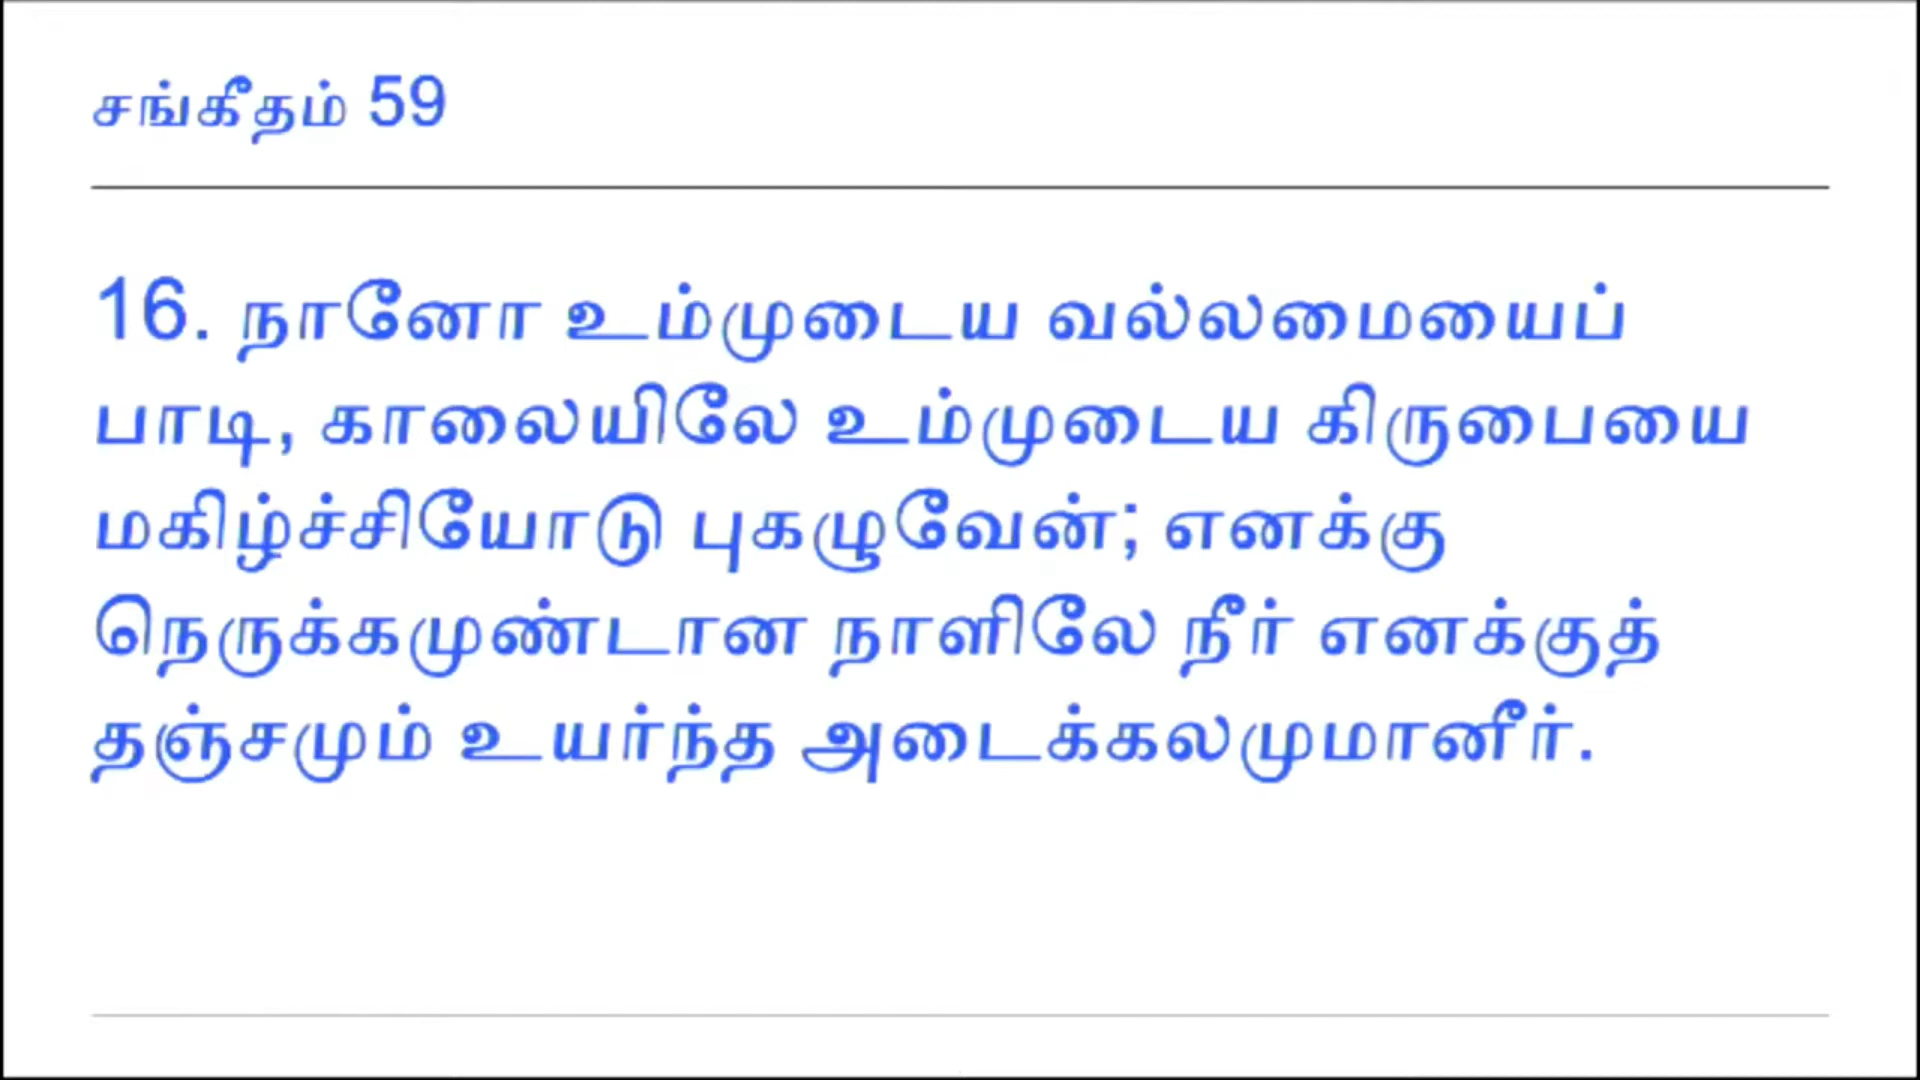 சங்கீதம் 59
16. நானோ உம்முடைய வல்லமையைப்
பாடி, காலையிலே உம்முடைய கிருபையை
மகிழ்ச்சியோடு புகழுவேன்; எனக்கு
நெருக்கமுண்டான நாளிலே நீர் எனக்குத்
தஞ்சமும் உயர்ந்த அடைக்கலமுமானீர்.